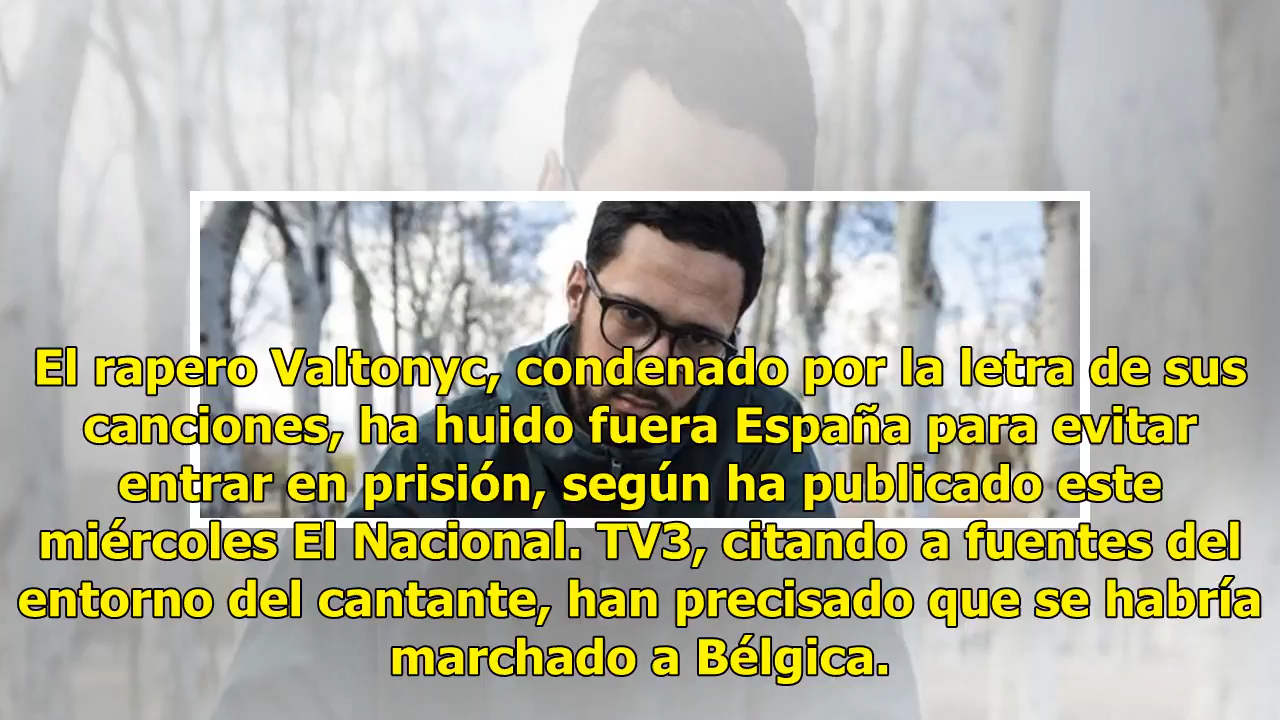 El rapero Valtonyc, condenado por la letra de sus
canciones, ha huido fuera España para evitar
entrar en prisión, según ha publicado este
miércoles El Nacional. TV3, citando a fuentes del
entorno del cantante, han precisado que se habría
marchado a Bélgica.